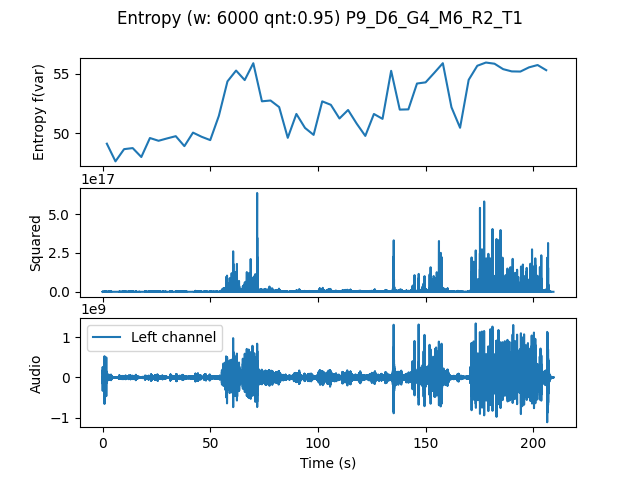 Entropy (w: 6000 qnt:0.95) P9_D6_G4_M6_R2_T1
Entropy f(var)
55
50
1e17
Squared
5.0
2.5
0.0
1e9
Audio
1
0
−1
Left channel
0
50
100
150
200
Time (s)